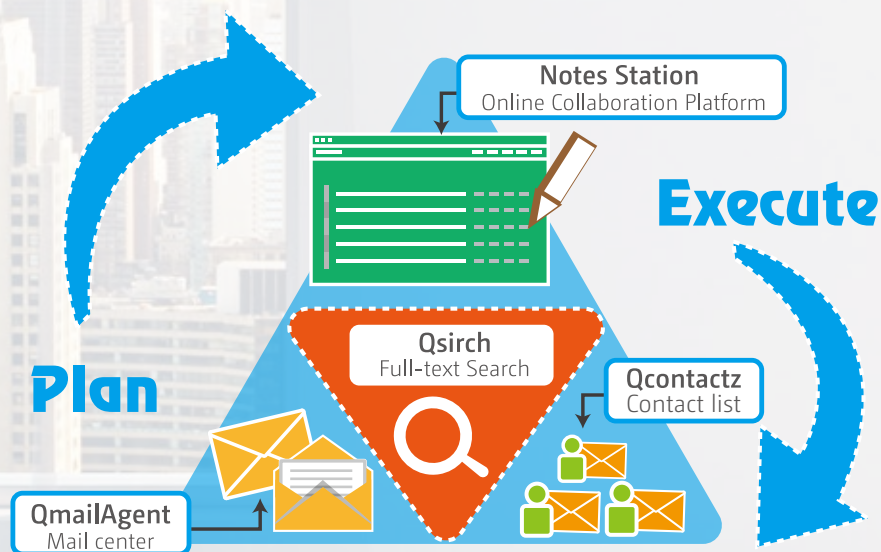 Notes Station
Online Collaboration Platform
Execute
Qsirch
Full-text Search
Qcontactz
Contact list
Plan
QmailAgent
Mail center